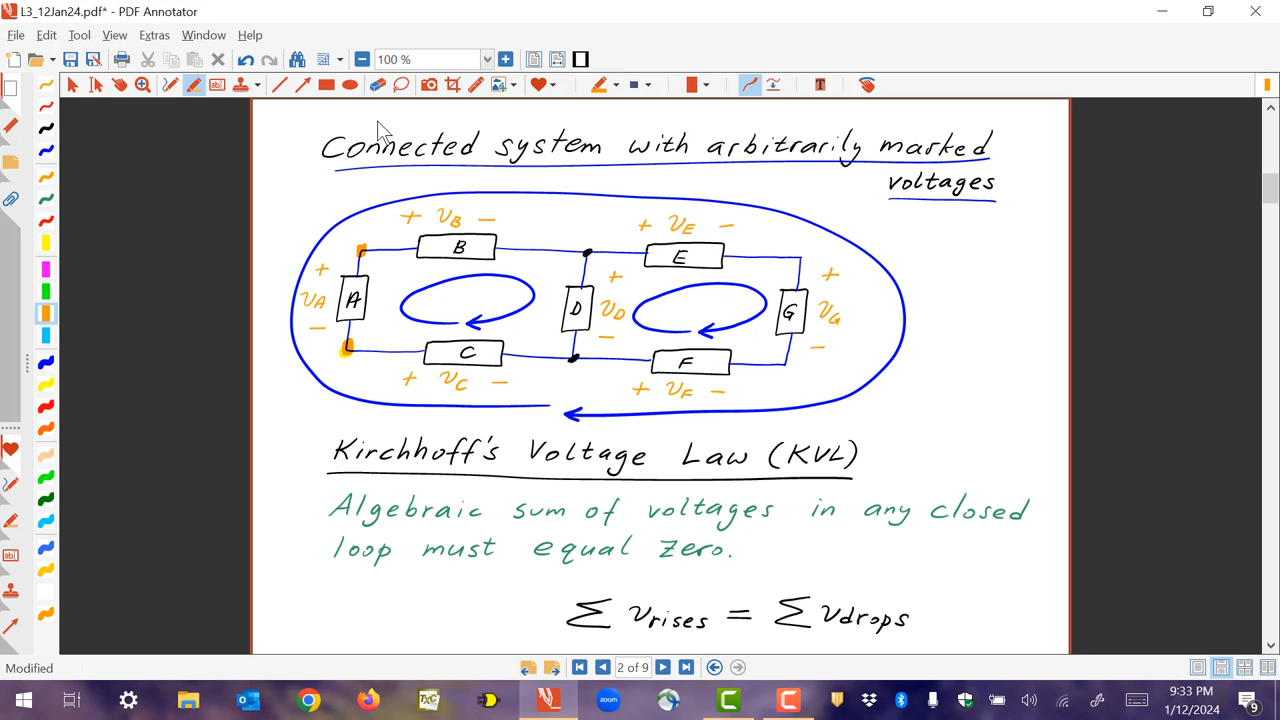 L3_12Jan24.pdf* - PDF Annotator
File Edit Tool View Extras Window Help
100 %
Connected system with arbitrarily marked
voltages
+ VB - + VE -
B E
+ + +
VA A D VD G VG
- - -
C F
+ VC - + VF -
Kirchhoff's Voltage Law (KVL)
Algebraic sum of voltages in any closed
loop must equal zero.
∑ Vrises = ∑ Vdrops
Modified 2 of 9
zoom
9:33 PM
1/12/2024
9